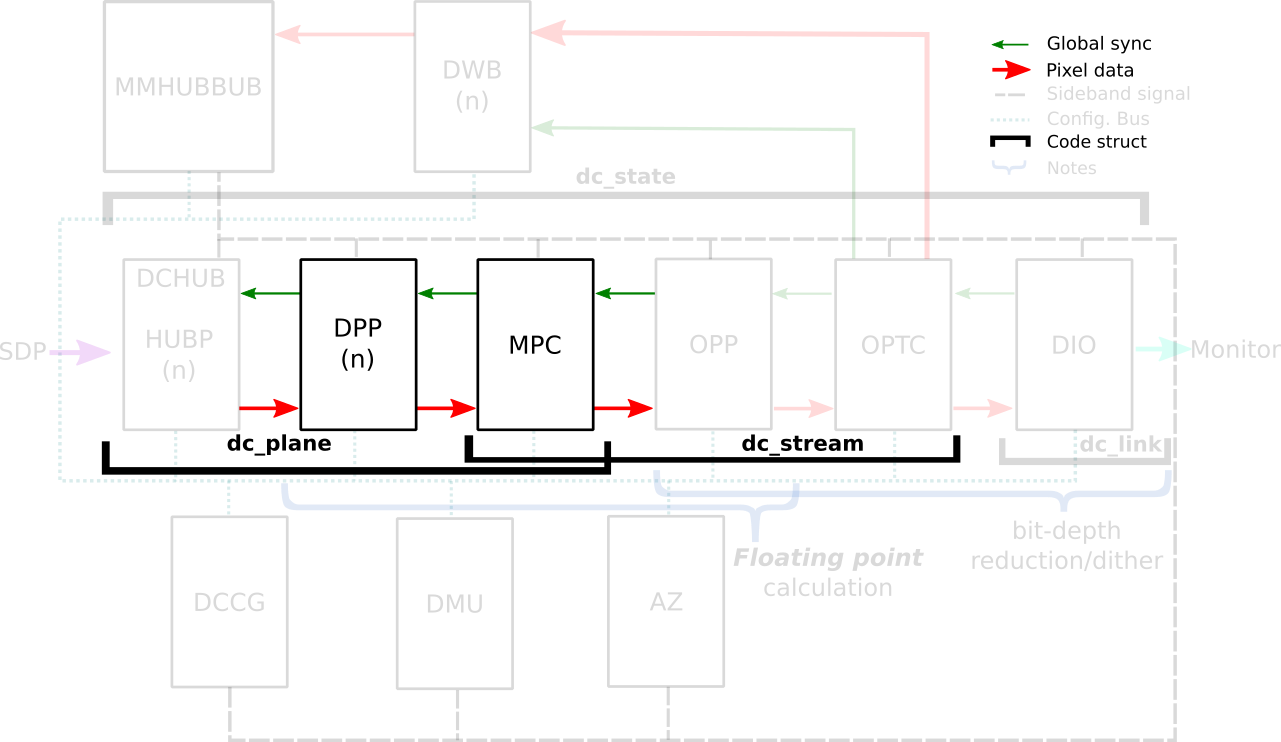 MMHUBBUB
DWB
(n)
Global sync
Pixel data
Sideband signal
Config. Bus
Code struct
Notes
dc_state
SDP
DCHUB
HUBP
(n)
DPP
(n)
MPC
OPP
OPTC
DIO
Monitor
dc_plane
dc_stream
dc_link
Floating point
calculation
bit-depth
reduction/dither
DCCG
DMU
AZ